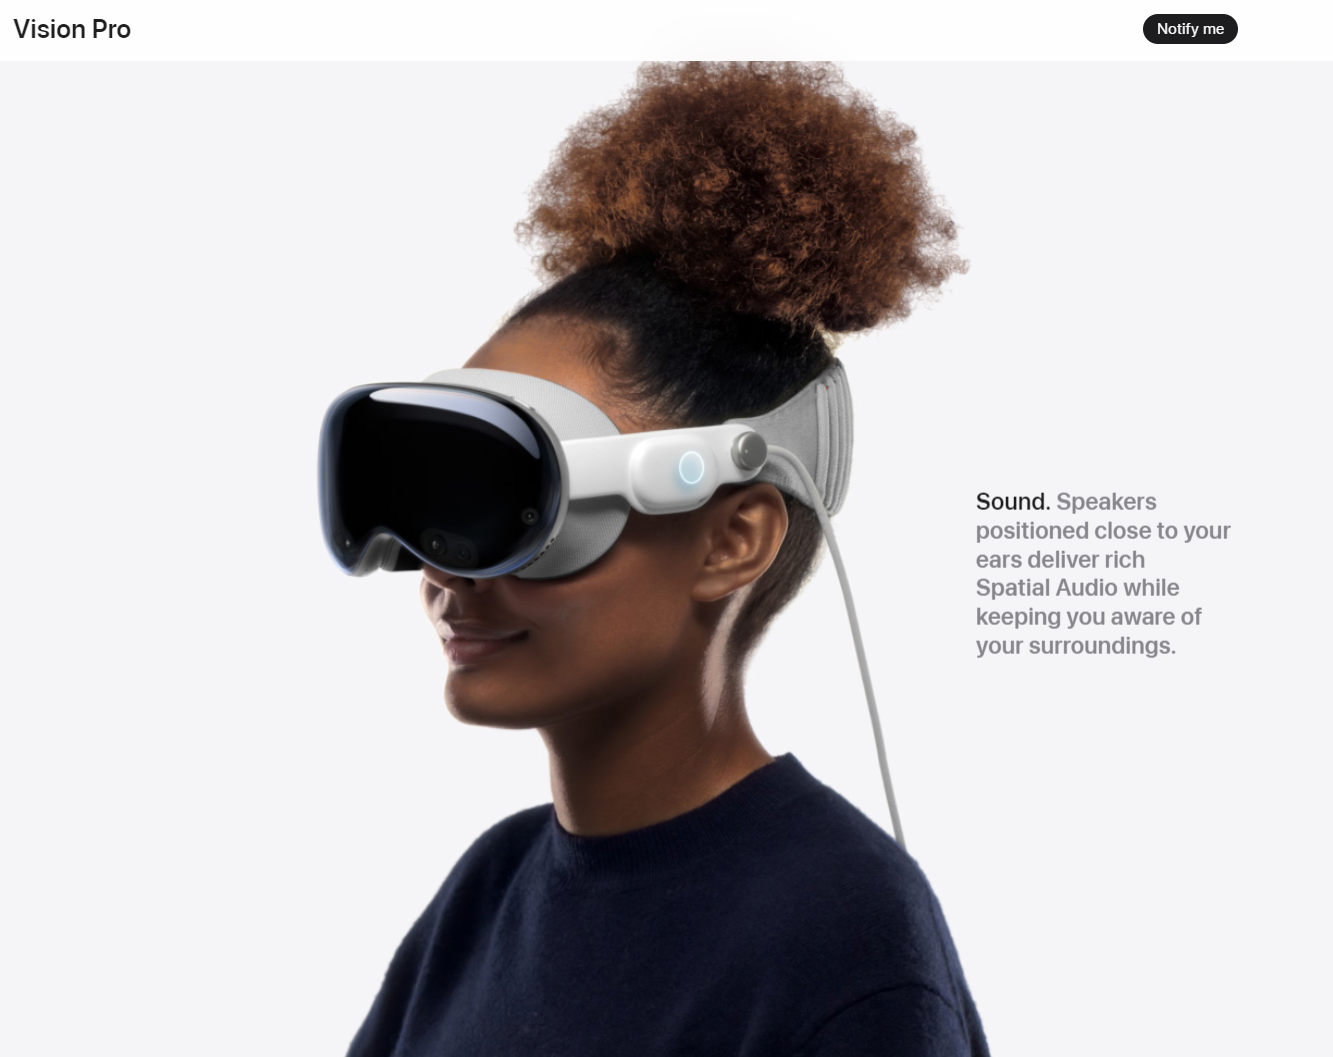 Vision Pro
Notify me
Sound. Speakers
positioned close to your
ears deliver rich
Spatial Audio while
keeping you aware of
your surroundings.